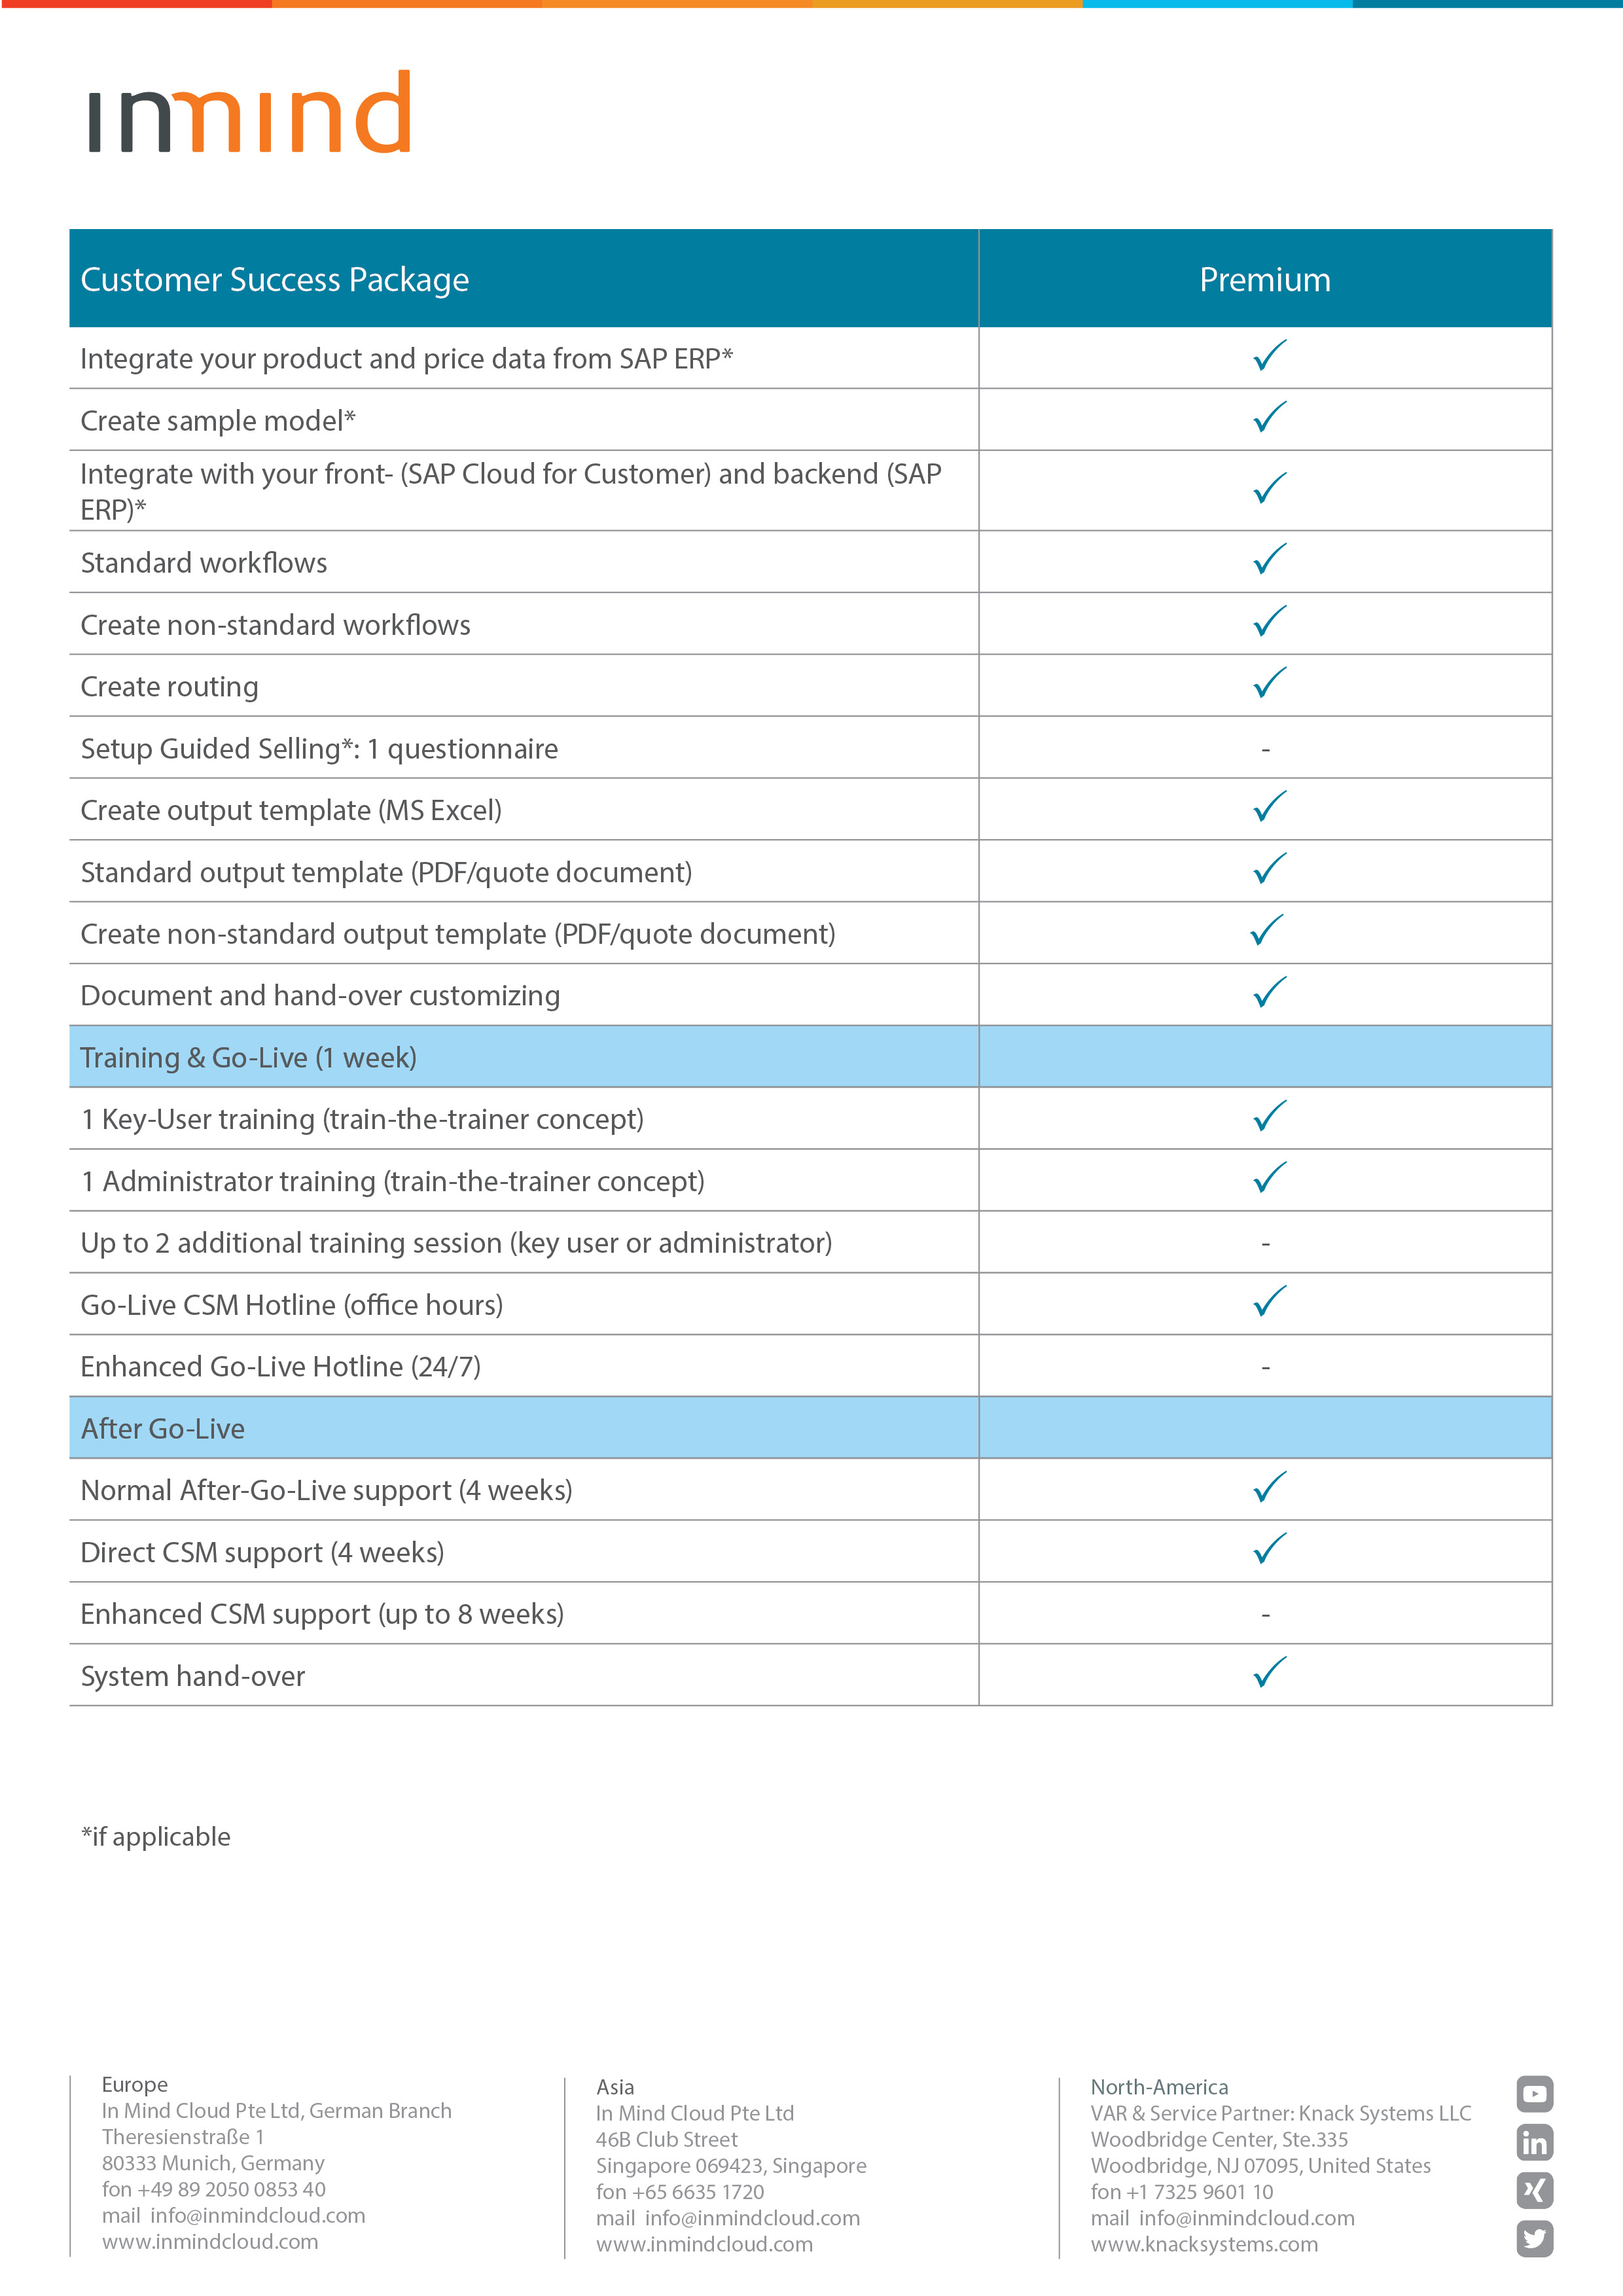 inmind
Customer Success Package Premium
Integrate your product and price data from SAP ERP* ✓
Create sample model* ✓
Integrate with your front- (SAP Cloud for Customer) and backend (SAP
ERP)* ✓
Standard workflows ✓
Create non-standard workflows ✓
Create routing ✓
Setup Guided Selling*: 1 questionnaire -
Create output template (MS Excel) ✓
Standard output template (PDF/quote document) ✓
Create non-standard output template (PDF/quote document) ✓
Document and hand-over customizing ✓
Training & Go-Live (1 week)
1 Key-User training (train-the-trainer concept) ✓
1 Administrator training (train-the-trainer concept) ✓
Up to 2 additional training session (key user or administrator) -
Go-Live CSM Hotline (office hours) ✓
Enhanced Go-Live Hotline (24/7) -
After Go-Live
Normal After-Go-Live support (4 weeks) ✓
Direct CSM support (4 weeks) ✓
Enhanced CSM support (up to 8 weeks) -
System hand-over ✓
*if applicable
Europe
In Mind Cloud Pte Ltd, German Branch
Theresienstraße 1
80333 Munich, Germany
fon +49 89 2050 0853 40
mail info@inmindcloud.com
www.inmindcloud.com
Asia
In Mind Cloud Pte Ltd
46B Club Street
Singapore 069423, Singapore
fon +65 6635 1720
mail info@inmindcloud.com
www.inmindcloud.com
North-America
VAR & Service Partner: Knack Systems LLC
Woodbridge Center, Ste.335
Woodbridge, NJ 07095, United States
fon +1 7325 9601 10
mail info@inmindcloud.com
www.knacksystems.com
in